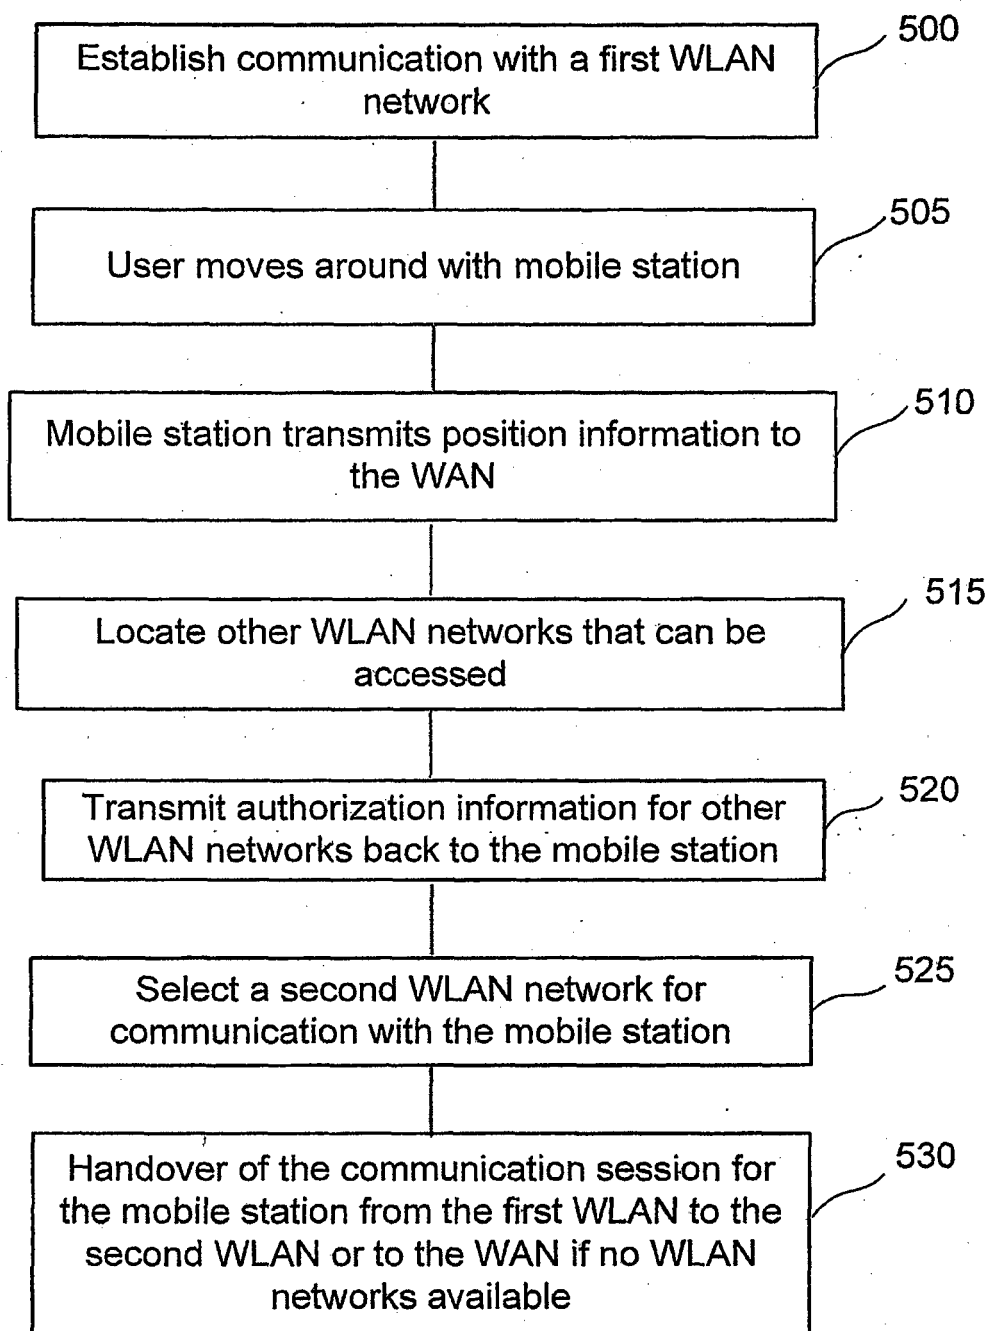 500
Establish communication with a first WLAN
network
505
User moves around with mobile station
510
Mobile station transmits position information to
the WAN
515
Locate other WLAN networks that can be
accessed
520
Transmit authorization information for other
WLAN networks back to the mobile station
525
Select a second WLAN network for
communication with the mobile station
530
Handover of the communication session for
the mobile station from the first WLAN to the
second WLAN or to the WAN if no WLAN
networks available